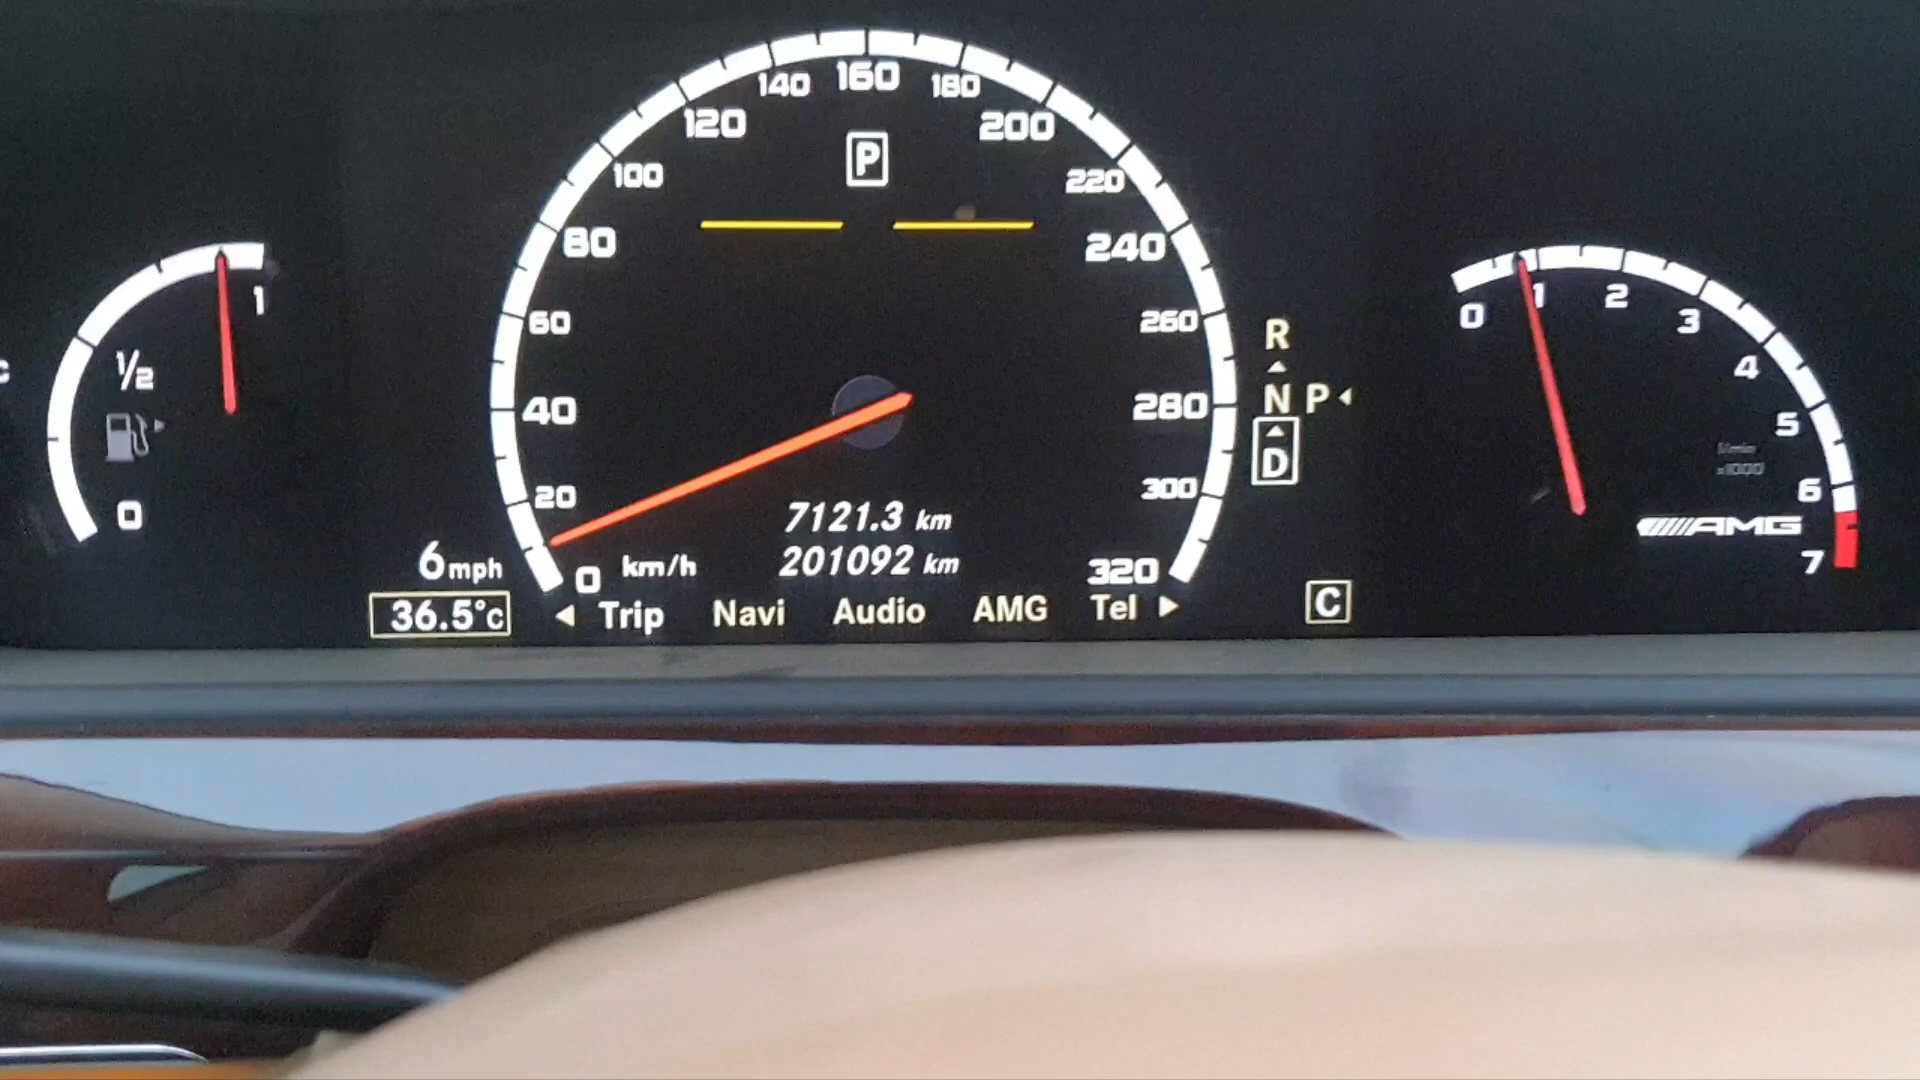 160
140
180
120
200
P
100
220
80
240
60
260
40
280
20
300
0 km/h
320
7121.3 km
201092 km
6 mph
36.5°c
Trip Navi Audio AMG Tel
1
1/2
0
R
N P
D
C
0 1 2 3 4 5 6 7
x1000
AMG